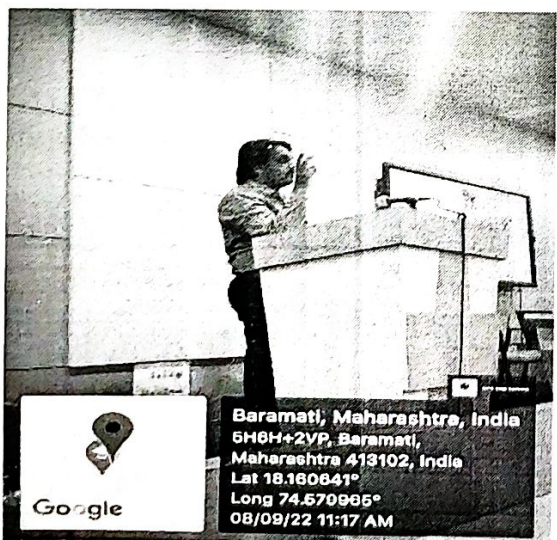 Google
Baramati, Maharashtra, India
5H6H+2VP, Baramati,
Maharashtra 413102, India
Lat 18.160641°
Long 74.570965°
08/09/22 11:17 AM